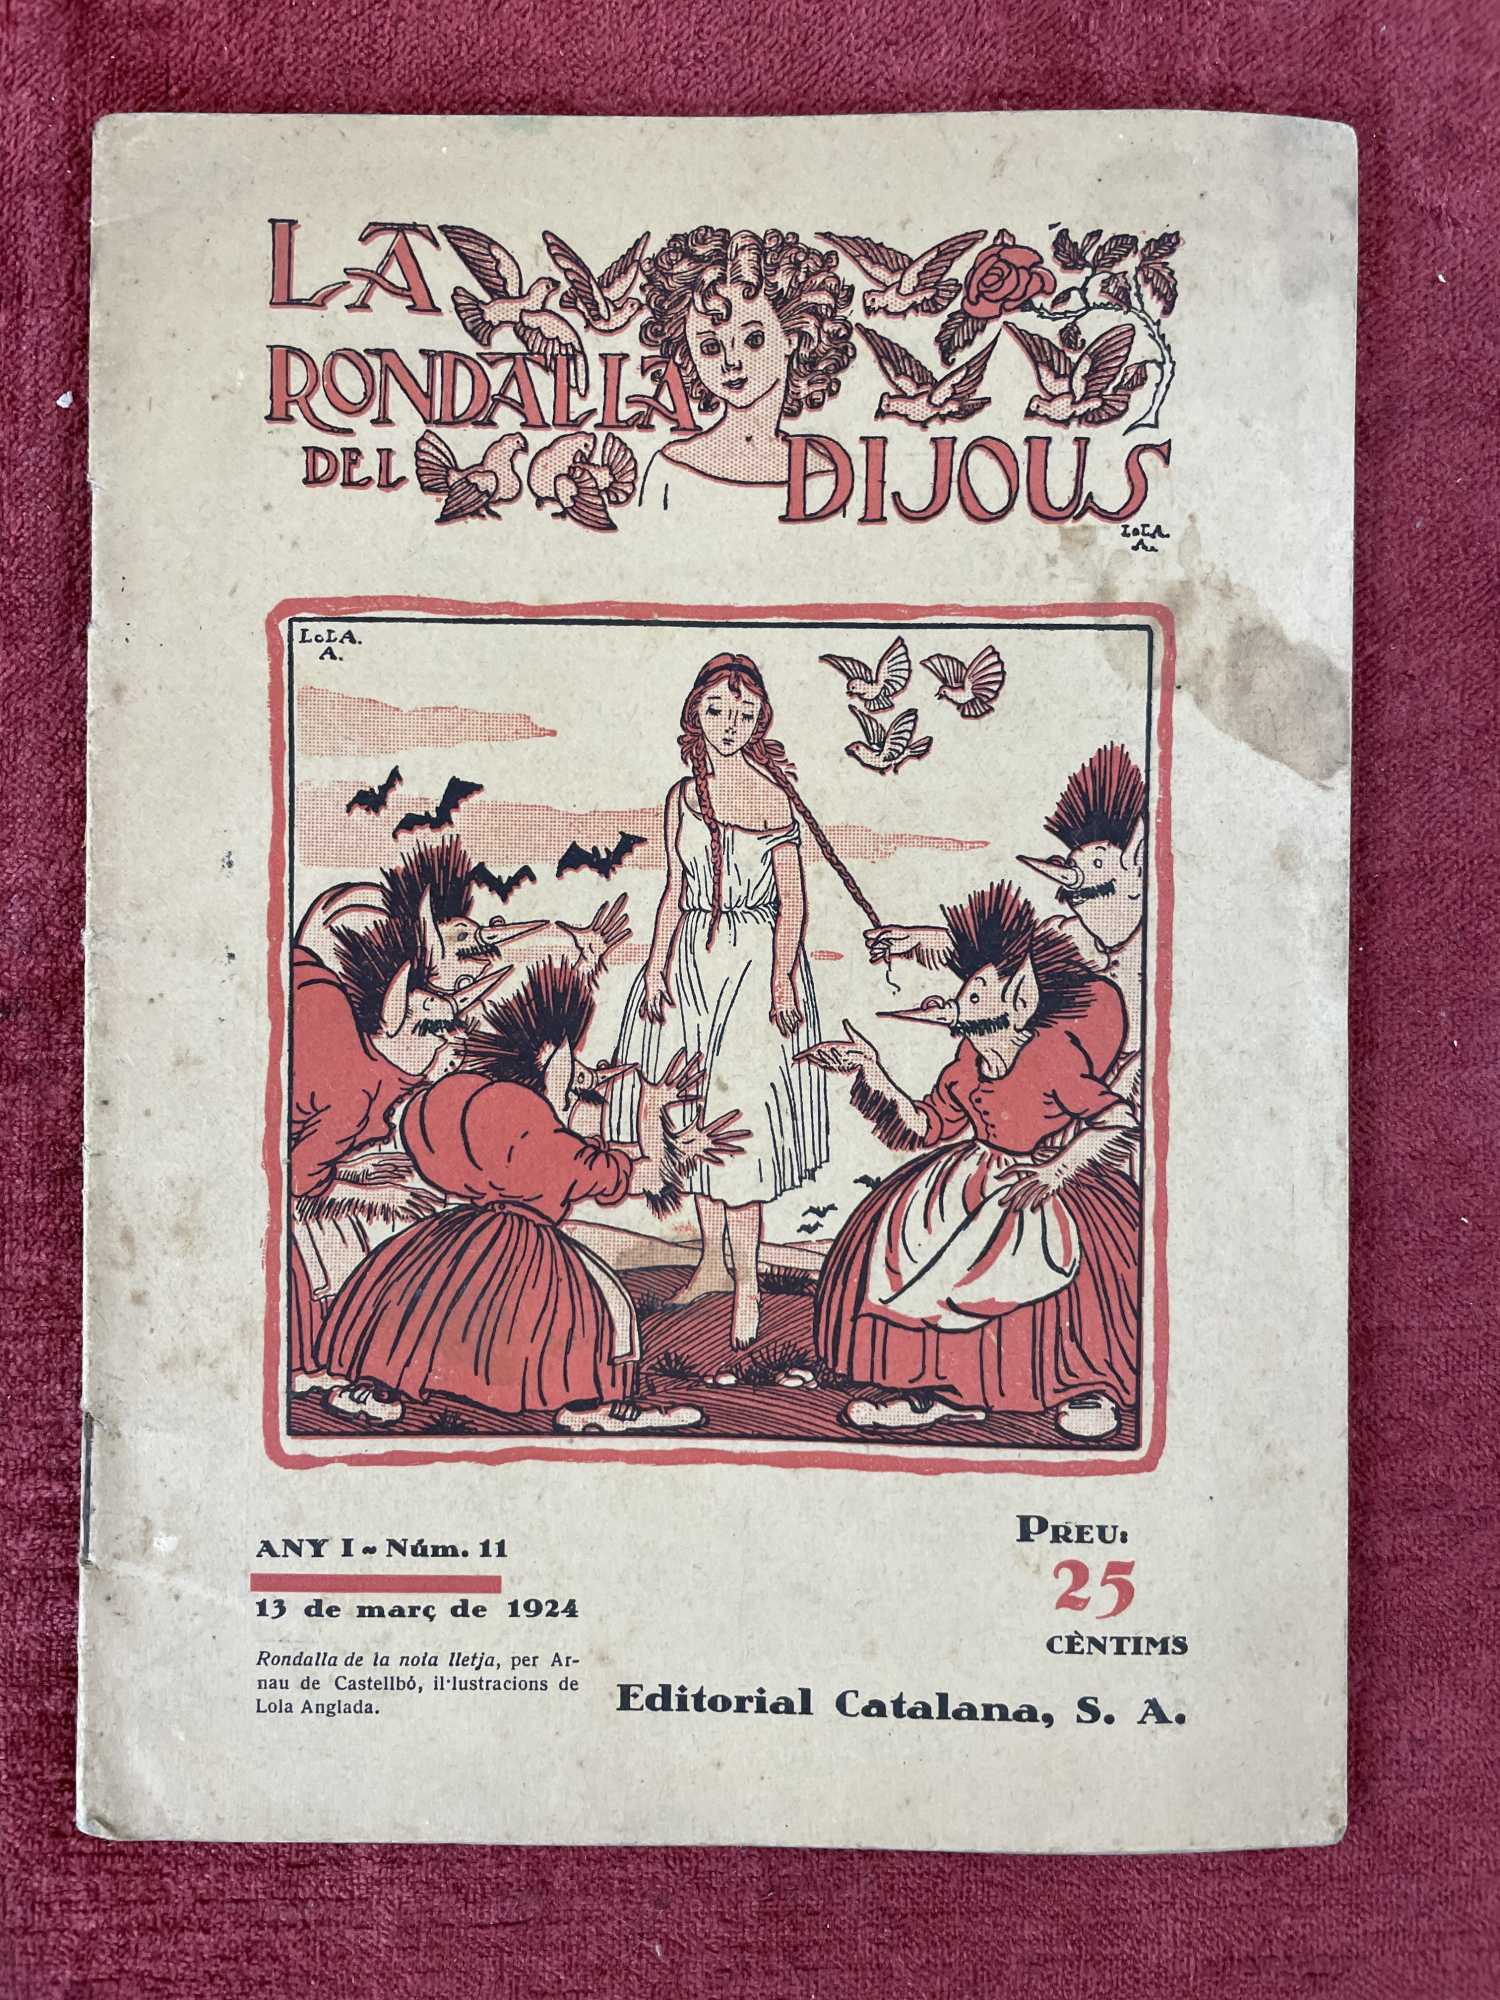 LA
RONDALLA
DEL DIJOUS
LOLA.
A.
LOLA.
A.
ANY I ~ Núm. 11
13 de març de 1924
Rondalla de la noia lletja, per Ar-
nau de Castellbó, il·lustracions de
Lola Anglada.
PREU:
25
CÈNTIMS
Editorial Catalana, S. A.